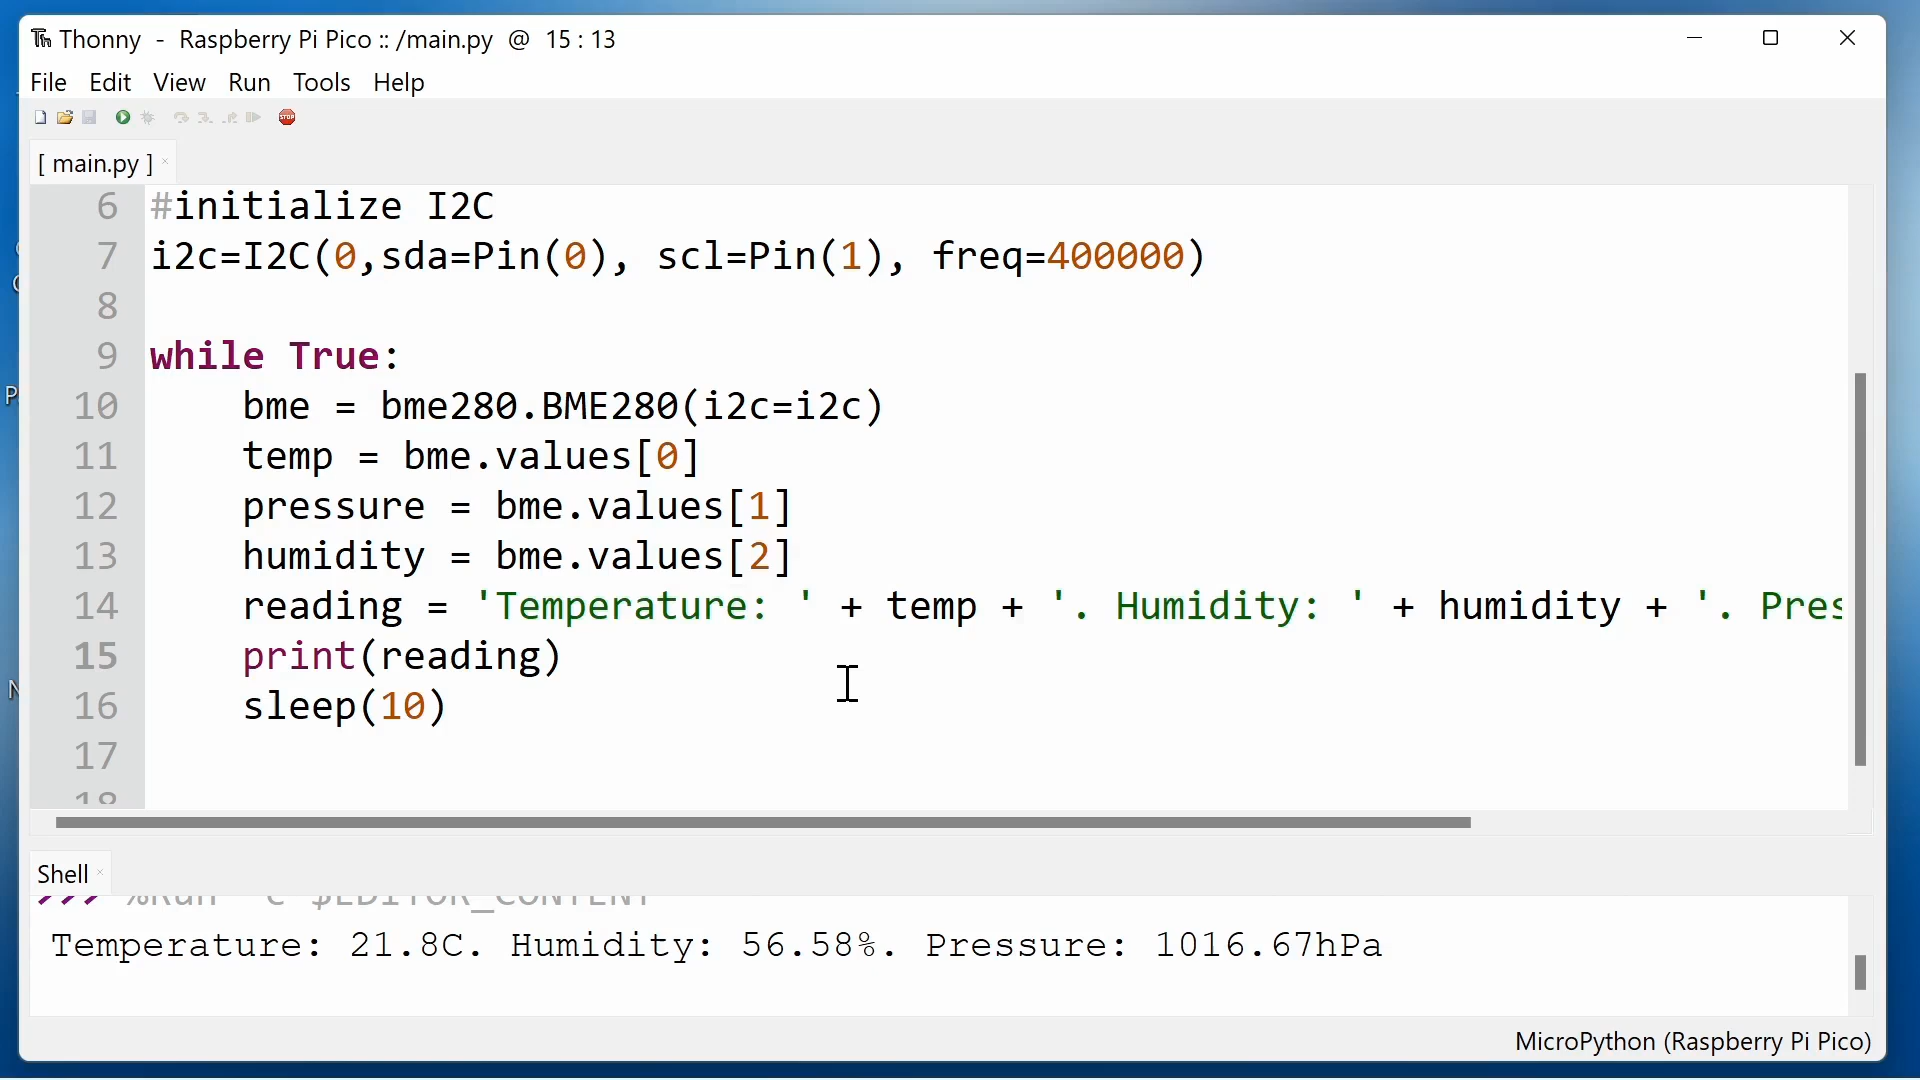 Thonny - Raspberry Pi Pico :: /main.py @ 15 : 13
File Edit View Run Tools Help
STOP
[ main.py ]
6 #initialize I2C
7 i2c=I2C(0,sda=Pin(0), scl=Pin(1), freq=400000)
8
9 while True:
10 bme = bme280.BME280(i2c=i2c)
11 temp = bme.values[0]
12 pressure = bme.values[1]
13 humidity = bme.values[2]
14 reading = 'Temperature: ' + temp + '. Humidity: ' + humidity + '. Pres
15 print(reading)
16 sleep(10)
17
18
Shell
>>> %Run -c $EDITOR_CONTENT
Temperature: 21.8C. Humidity: 56.58%. Pressure: 1016.67hPa
MicroPython (Raspberry Pi Pico)